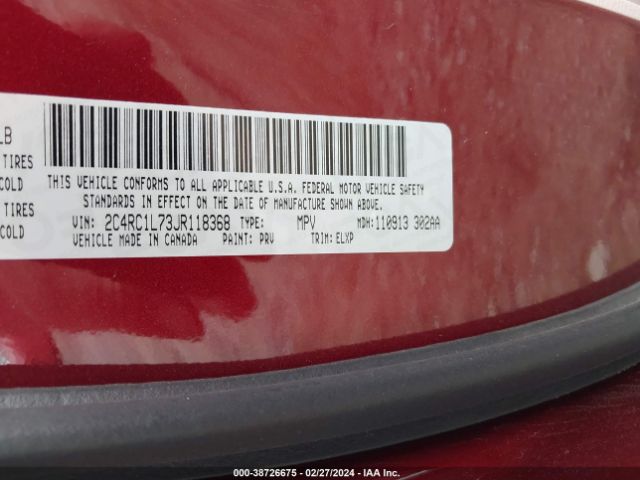 LB
TIRES
COLD
TIRES
COLD
THIS VEHICLE CONFORMS TO ALL APPLICABLE U.S.A. FEDERAL MOTOR VEHICLE SAFETY
STANDARDS IN EFFECT ON THE DATE OF MANUFACTURE SHOWN ABOVE.
VIN: 2C4RC1L73JR118368 TYPE: MPV MDH:110913 302AA
VEHICLE MADE IN CANADA PAINT: PRV TRIM: ELXP
000-38726675 - 02/27/2024 - IAA Inc.